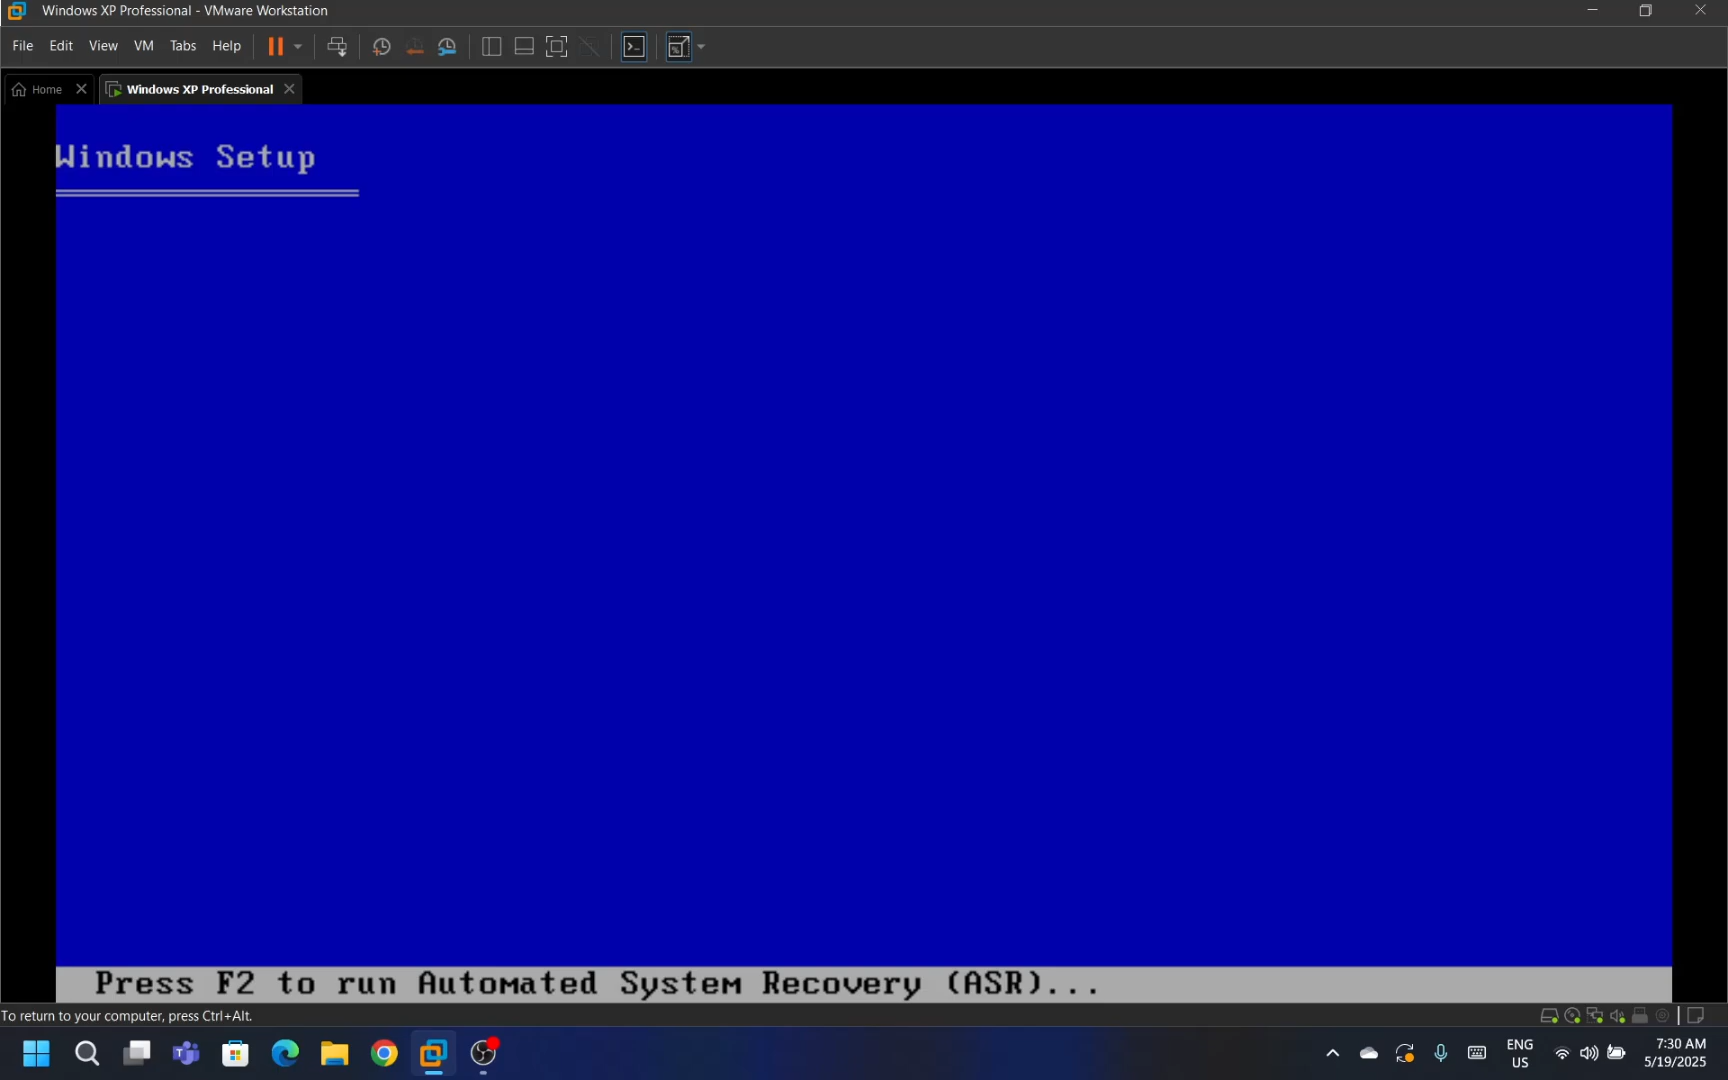 Windows XP Professional - VMware Workstation
File Edit View VM Tabs Help
Home
Windows XP Professional
Windows Setup
Press F2 to run Automated System Recovery (ASR)...
To return to your computer, press Ctrl+Alt.
ENG
US
7:30 AM
5/19/2025